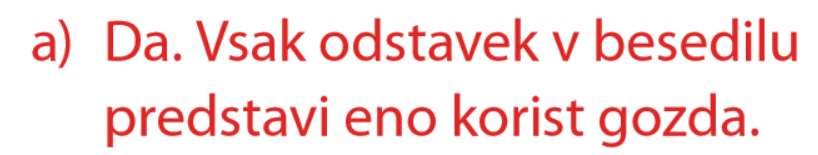 a) Da. Vsak odstavek v besedilu
predstavi eno korist gozda.